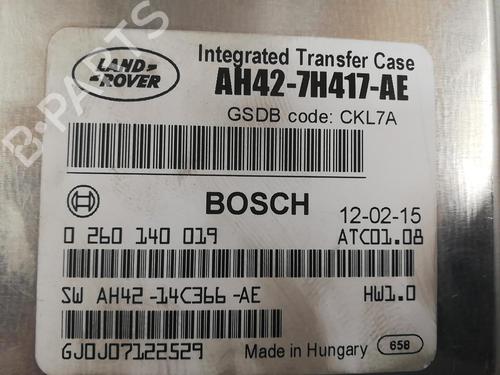 LAND-
-ROVER
Integrated Transfer Case
AH42-7H417-AE
GSDB code: CKL7A
BOSCH
12-02-15
0 260 140 019
ATC01.08
SW AH42 -14C366 -AE
HW1.0
GJ0J07122529
Made in Hungary
658
B-PARTS